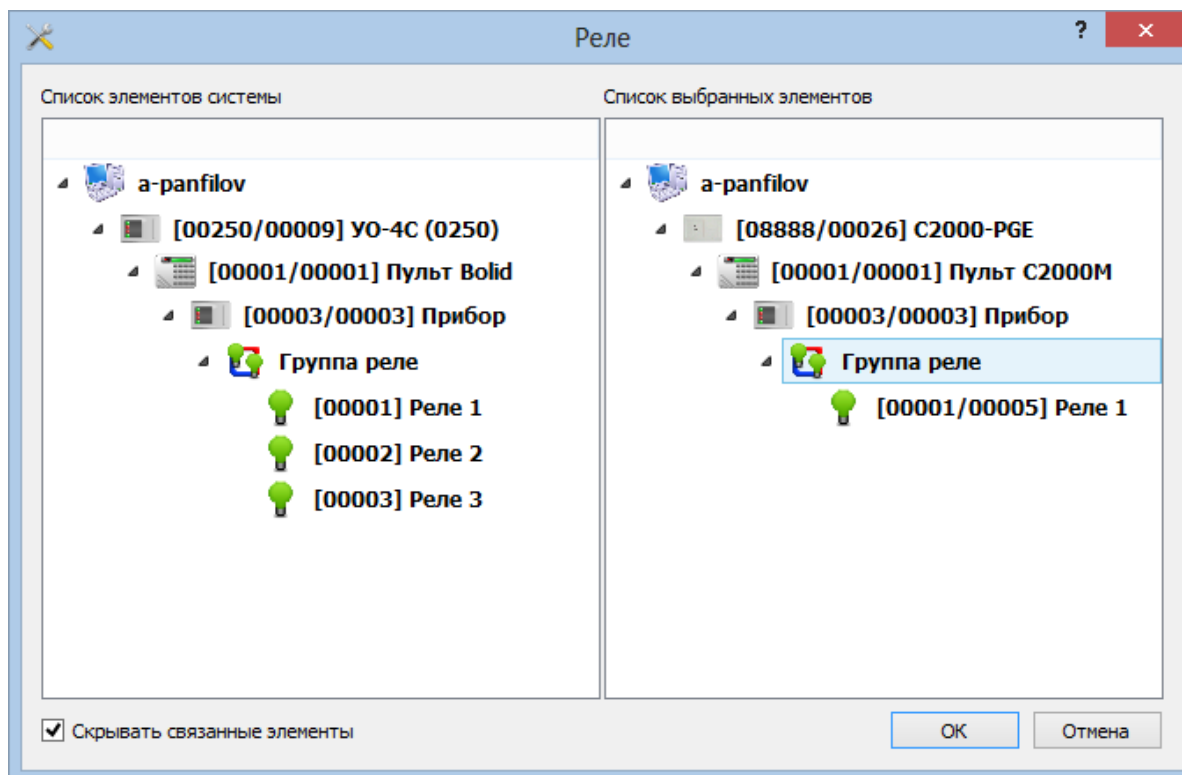 Реле
?
Список элементов системы
Список выбранных элементов
a-panfilov
[00250/00009] УО-4С (0250)
[00001/00001] Пульт Bolid
[00003/00003] Прибор
Группа реле
[00001] Реле 1
[00002] Реле 2
[00003] Реле 3
a-panfilov
[08888/00026] С2000-PGE
[00001/00001] Пульт С2000М
[00003/00003] Прибор
Группа реле
[00001/00005] Реле 1
Скрывать связанные элементы
ОК
Отмена